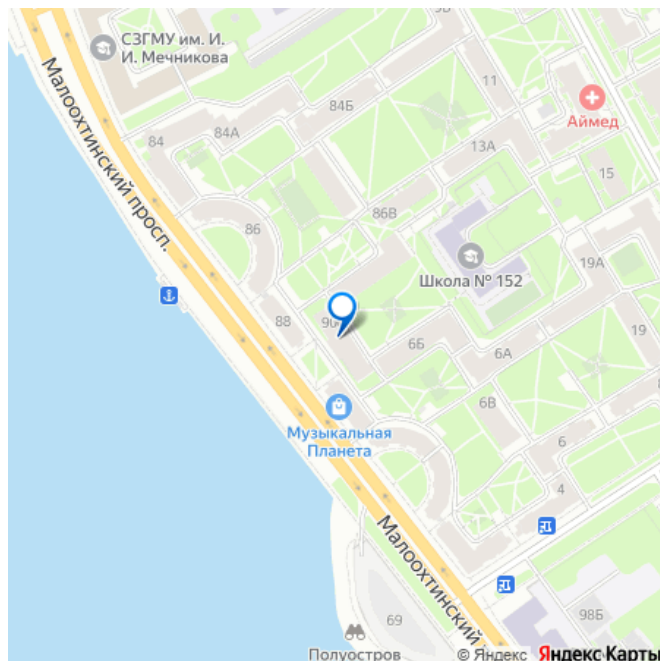 9Б
СЗГМУ им. И.
И. Мечникова
Малоохтинский просп.
11
84Б
Аймед
84
84А
13А
15
86В
86
Школа № 152
19А
88
90
6Б
6А
19
Музыкальная
Планета
6В
6
4
Малоохтинский
98Б
69
Полуостров
© Яндекс Яндекс Карты